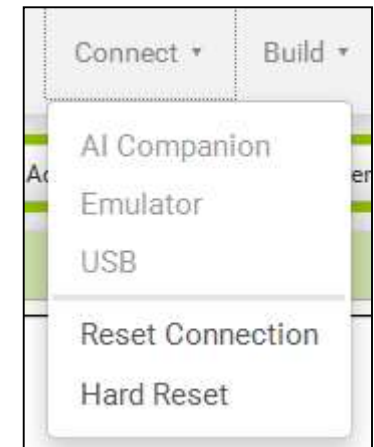 Connect ▾ Build ▾
AI Companion
Emulator
USB
Reset Connection
Hard Reset